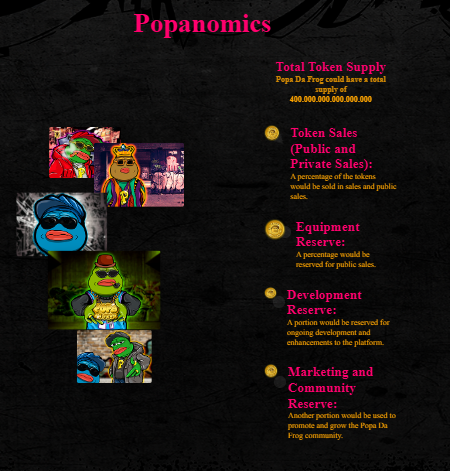 Popanomics
Total Token Supply
Popa Da Frog could have a total
supply of
400.000.000.000.000.000
Token Sales
(Public and
Private Sales):
A percentage of the tokens
would be sold in sales and public
sales.
Equipment
Reserve:
A percentage would be
reserved for public sales.
Development
Reserve:
A portion would be reserved for
ongoing development and
enhancements to the platform.
Marketing and
Community
Reserve:
Another portion would be used to
promote and grow the Popa Da
Frog community.